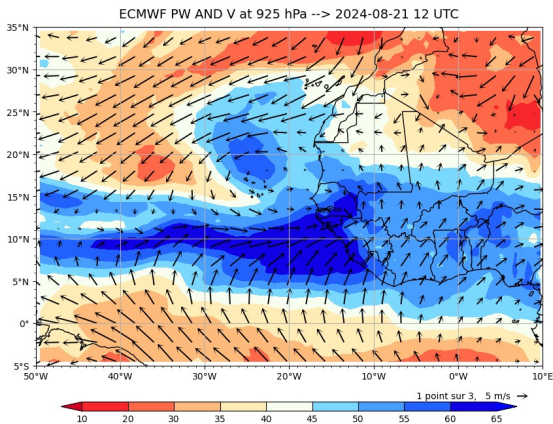 ECMWF PW AND V at 925 hPa --> 2024-08-21 12 UTC
35°N
30°N
25°N
20°N
15°N
10°N
5°N
0°
5°S
50°W 40°W 30°W 20°W 10°W 0°W 10°E
1 point sur 3, 5 m/s
10 20 30 35 40 45 50 55 60 65